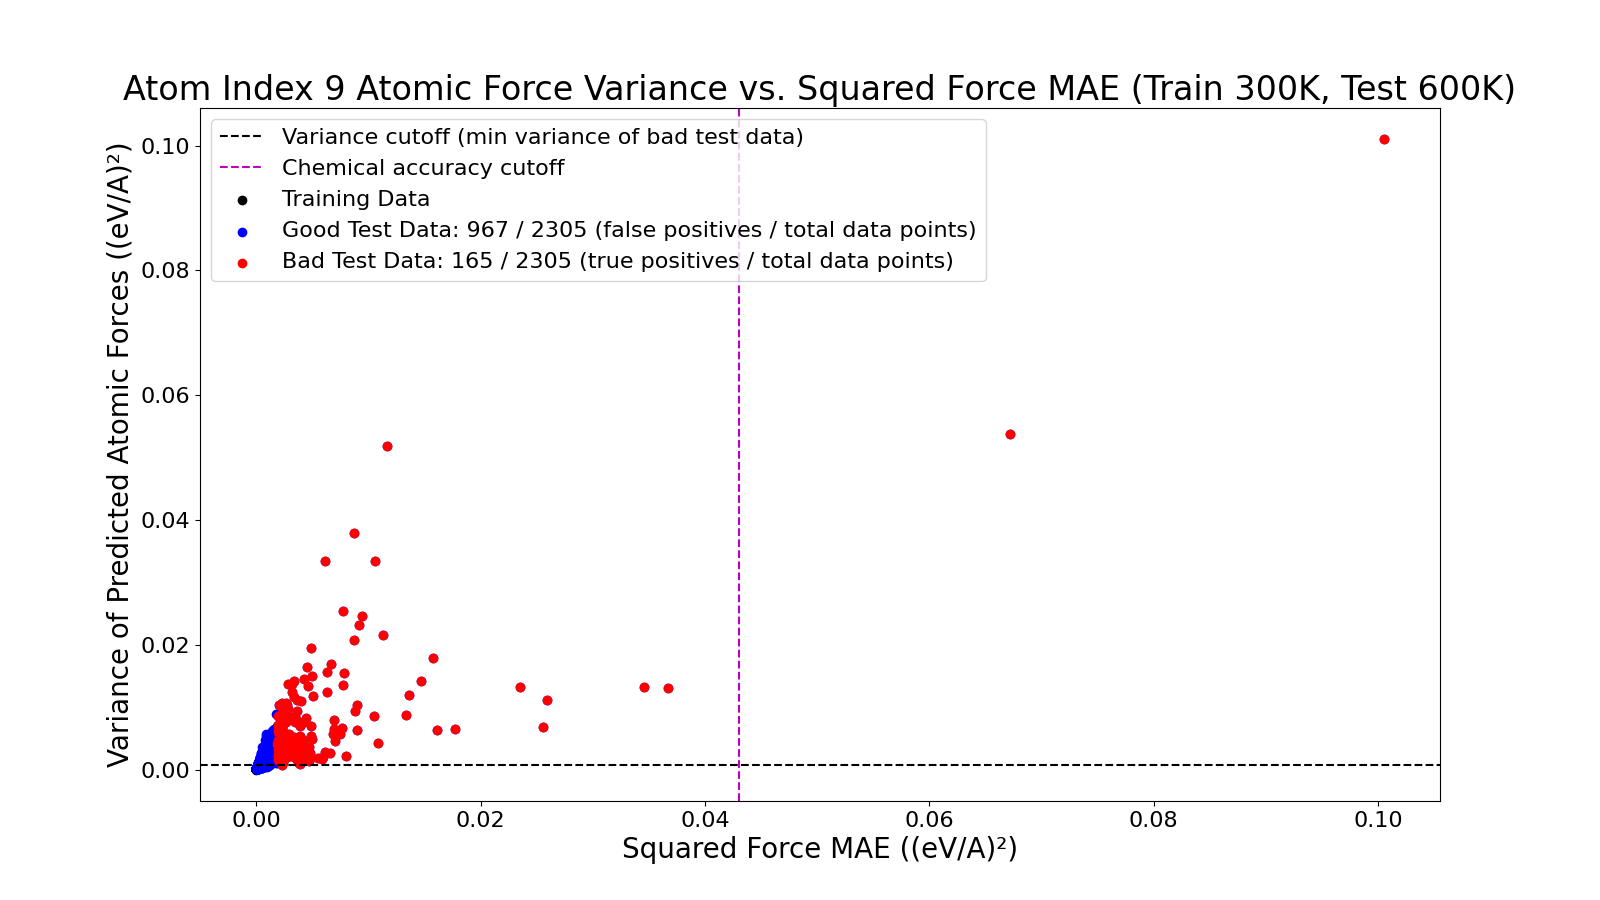 Atom Index 9 Atomic Force Variance vs. Squared Force MAE (Train 300K, Test 600K)
Variance cutoff (min variance of bad test data)
Chemical accuracy cutoff
Training Data
Good Test Data: 967 / 2305 (false positives / total data points)
Bad Test Data: 165 / 2305 (true positives / total data points)
Variance of Predicted Atomic Forces ((eV/A)²)
0.10
0.08
0.06
0.04
0.02
0.00
0.00 0.02 0.04 0.06 0.08 0.10
Squared Force MAE ((eV/A)²)